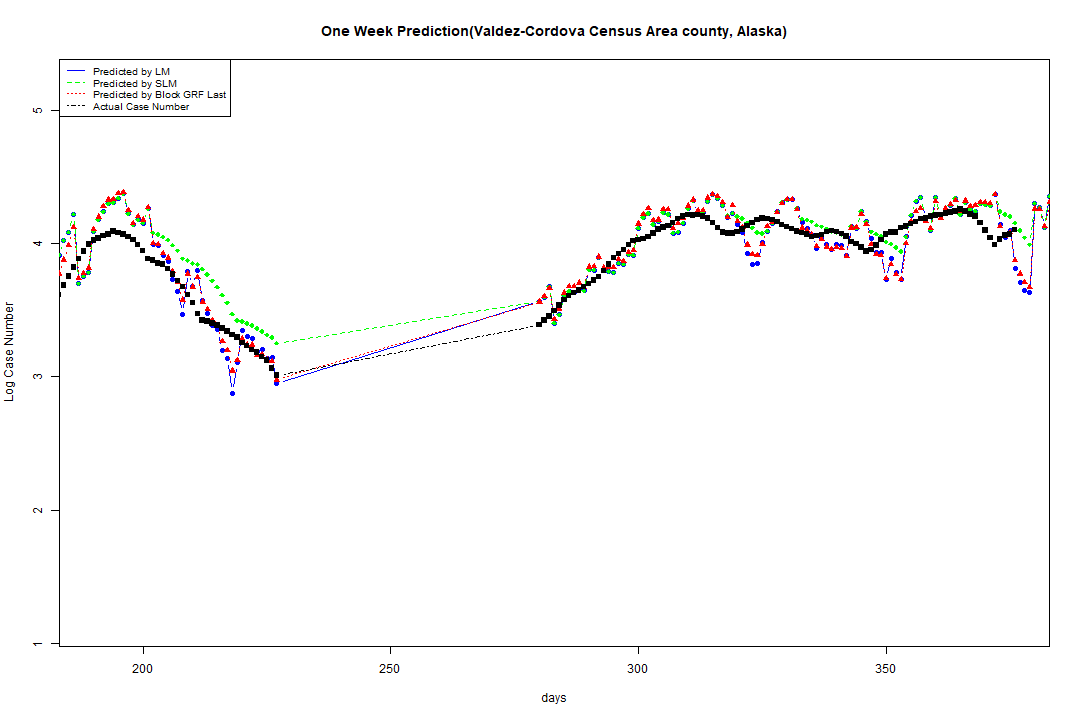 One Week Prediction(Valdez-Cordova Census Area county, Alaska)
Predicted by LM
Predicted by SLM
Predicted by Block GRF Last
Actual Case Number
5
4
3
2
1
Log Case Number
200
250
300
350
days